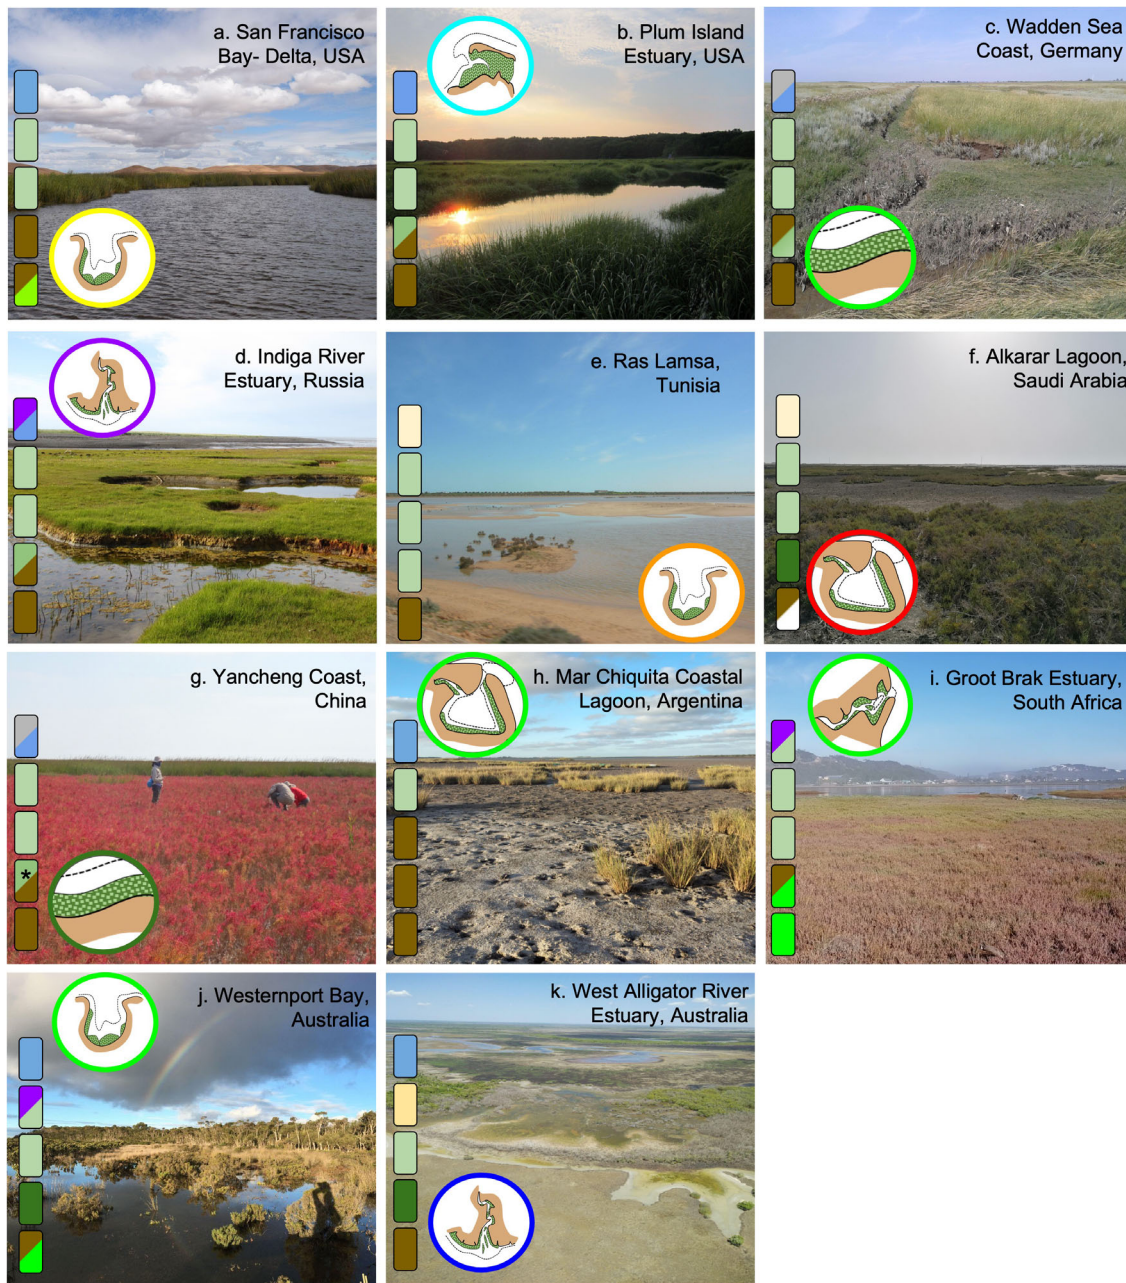 a. San Francisco
Bay- Delta, USA
b. Plum Island
Estuary, USA
c. Wadden Sea
Coast, Germany
d. Indiga River
Estuary, Russia
e. Ras Lamsa,
Tunisia
f. Alkarar Lagoon,
Saudi Arabia
g. Yancheng Coast,
China
*
h. Mar Chiquita Coastal
Lagoon, Argentina
i. Groot Brak Estuary,
South Africa
j. Westernport Bay,
Australia
k. West Alligator River
Estuary, Australia